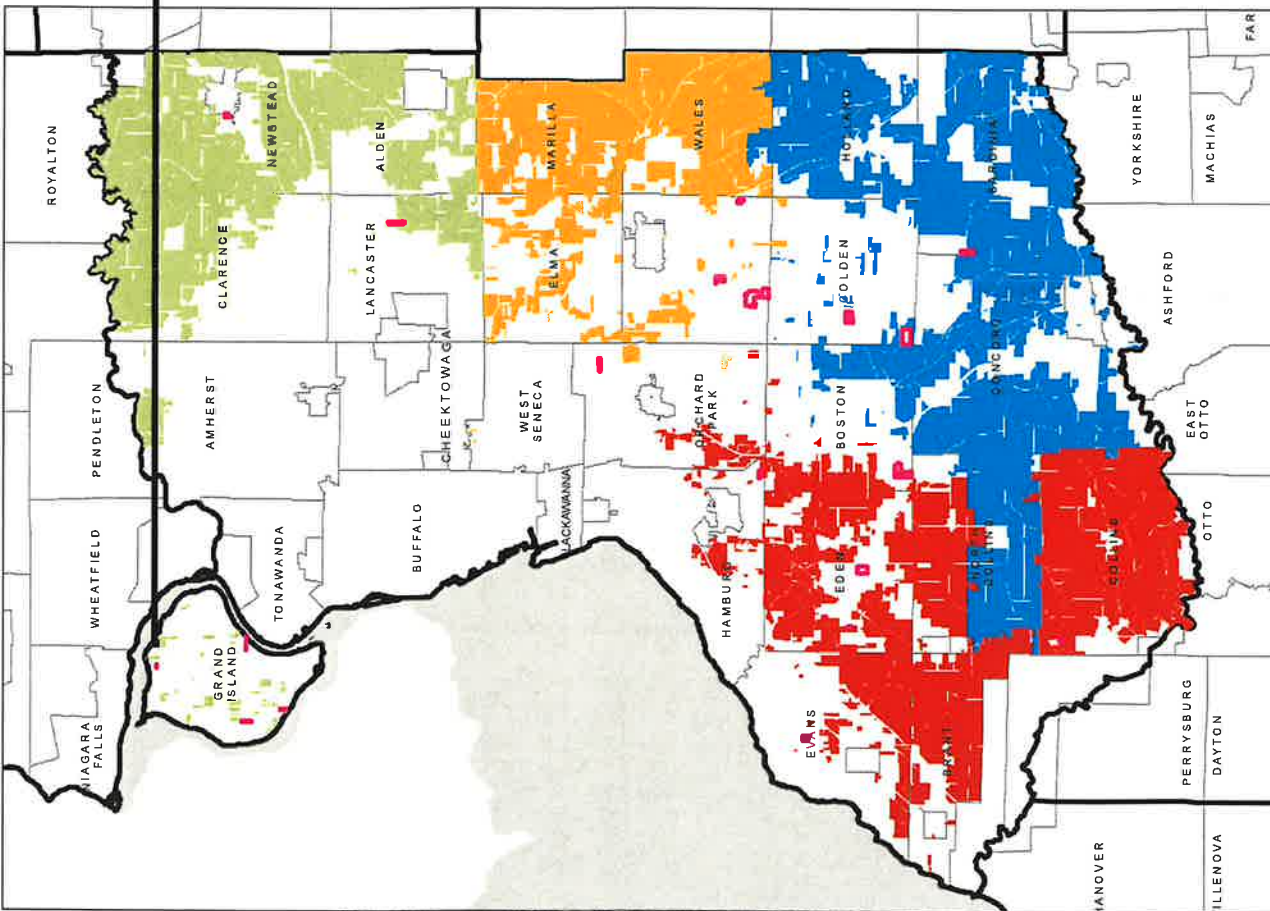 ROYALTON
PENDLETON
WHEATFIELD
NIAGARA
FALLS
NEWSTEAD
CLARENCE
AMHERST
TONAWANDA
GRAND
ISLAND
ALDEN
LANCASTER
CHEEKTOWAGA
BUFFALO
MARILLA
ELMA
WEST
SENECA
LACKAWANNA
WALES
ORCHARD
PARK
HAMBURG
HOLLAND
COLDEN
BOSTON
EDEN
EVANS
SARDINIA
CONCORD
NORTH
COLLINS
BRANT
COLLINS
YORKSHIRE
MACHIAS
ASHFORD
EAST
OTTO
OTTO
PERRYSBURG
DAYTON
ANOVER
ILLENOVA
FAR